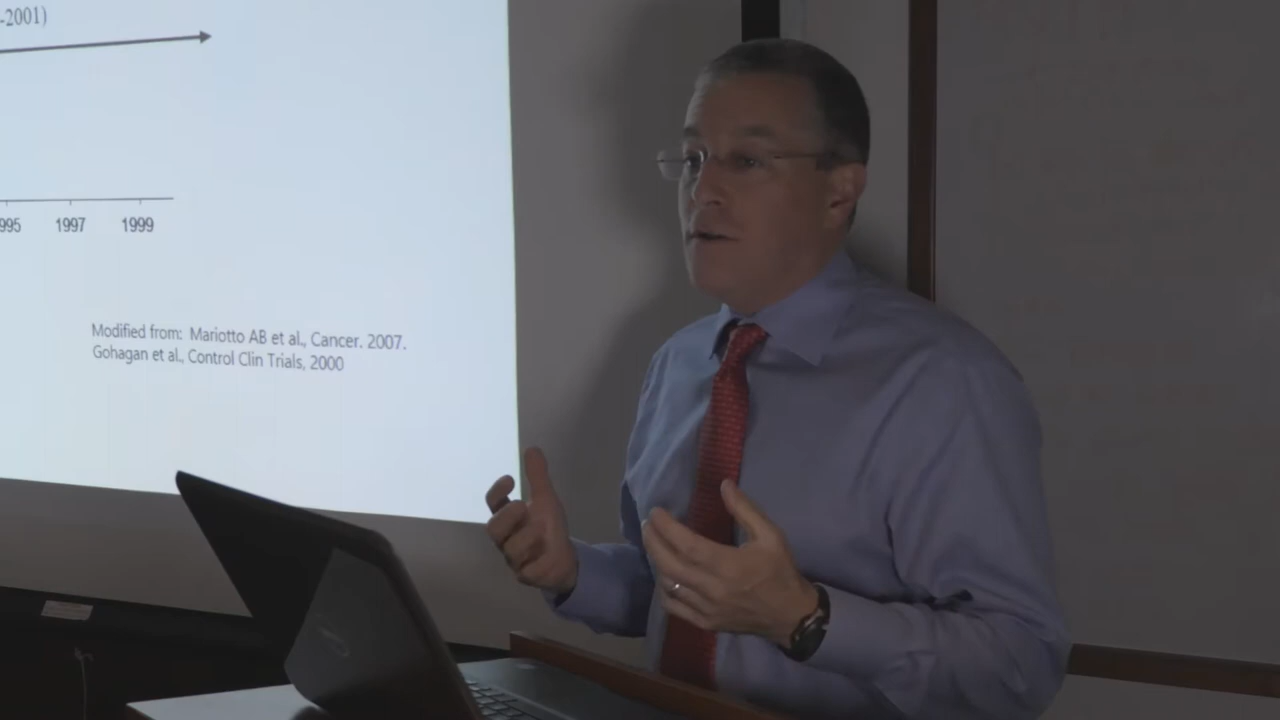 -2001)
995 1997 1999
Modified from: Mariotto AB et al., Cancer. 2007.
Gohagan et al., Control Clin Trials, 2000